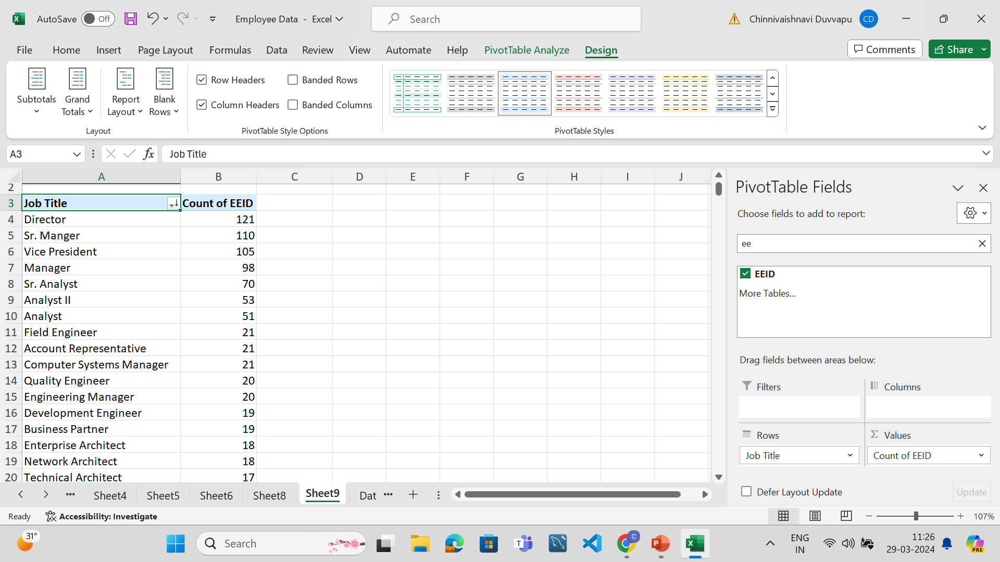 AutoSave Off Employee Data - Excel Search Chinnivaishnavi Duvvapu CD
File Home Insert Page Layout Formulas Data Review View Automate Help PivotTable Analyze Design Comments Share
Subtotals Grand Totals Report Layout Blank Rows
Layout
Row Headers Banded Rows
Column Headers Banded Columns
PivotTable Style Options
PivotTable Styles
A3 fx Job Title
A B C D E F G H I J
2
3 Job Title Count of EEID
4 Director 121
5 Sr. Manger 110
6 Vice President 105
7 Manager 98
8 Sr. Analyst 70
9 Analyst II 53
10 Analyst 51
11 Field Engineer 21
12 Account Representative 21
13 Computer Systems Manager 21
14 Quality Engineer 20
15 Engineering Manager 20
16 Development Engineer 19
17 Business Partner 19
18 Enterprise Architect 18
19 Network Architect 18
20 Technical Architect 17
PivotTable Fields
Choose fields to add to report:
ee
EEID
More Tables...
Drag fields between areas below:
Filters Columns
Rows Values
Job Title Count of EEID
Defer Layout Update Update
Sheet4 Sheet5 Sheet6 Sheet8 Sheet9 Dat
Ready Accessibility: Investigate 107%
31° Search ENG IN 11:26 29-03-2024 PRE